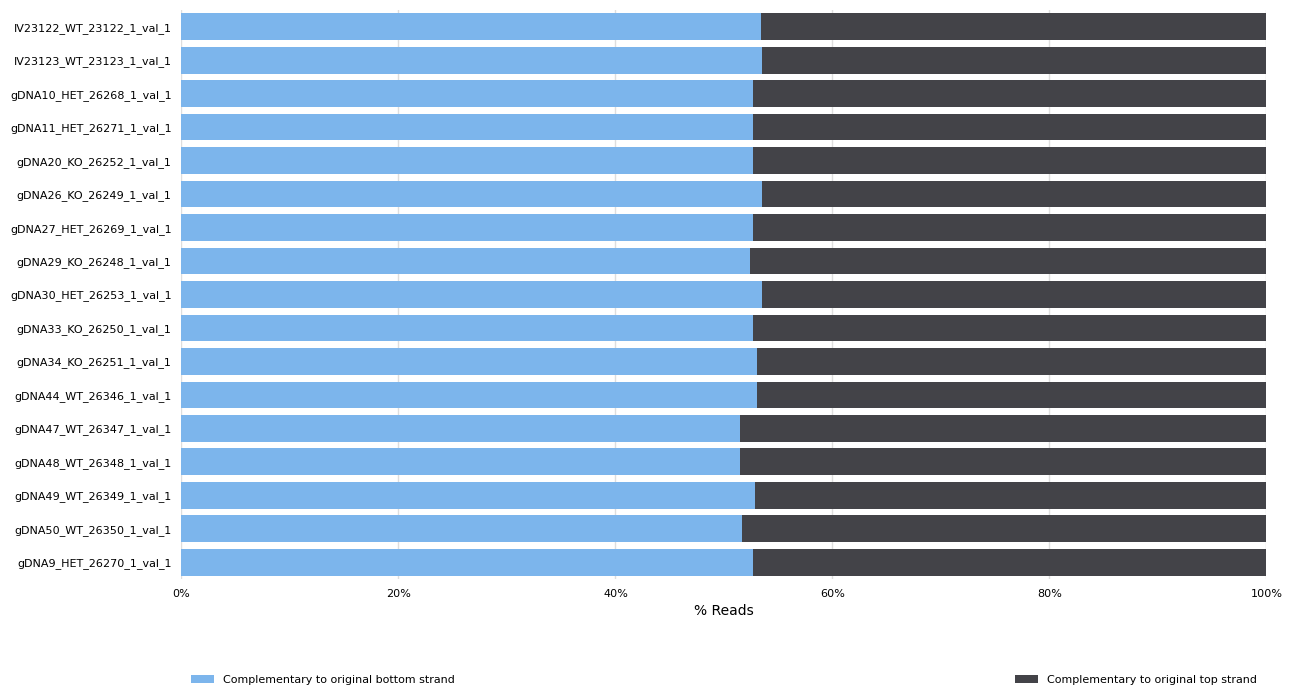 IV23122_WT_23122_1_val_1
IV23123_WT_23123_1_val_1
gDNA10_HET_26268_1_val_1
gDNA11_HET_26271_1_val_1
gDNA20_KO_26252_1_val_1
gDNA26_KO_26249_1_val_1
gDNA27_HET_26269_1_val_1
gDNA29_KO_26248_1_val_1
gDNA30_HET_26253_1_val_1
gDNA33_KO_26250_1_val_1
gDNA34_KO_26251_1_val_1
gDNA44_WT_26346_1_val_1
gDNA47_WT_26347_1_val_1
gDNA48_WT_26348_1_val_1
gDNA49_WT_26349_1_val_1
gDNA50_WT_26350_1_val_1
gDNA9_HET_26270_1_val_1
0% 20% 40% 60% 80% 100%
% Reads
Complementary to original bottom strand Complementary to original top strand